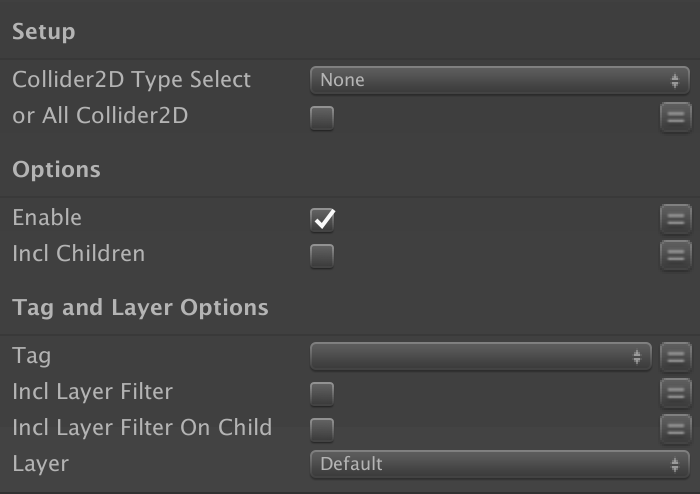 Setup
Collider2D Type Select None
or All Collider2D
Options
Enable
Incl Children
Tag and Layer Options
Tag
Incl Layer Filter
Incl Layer Filter On Child
Layer Default